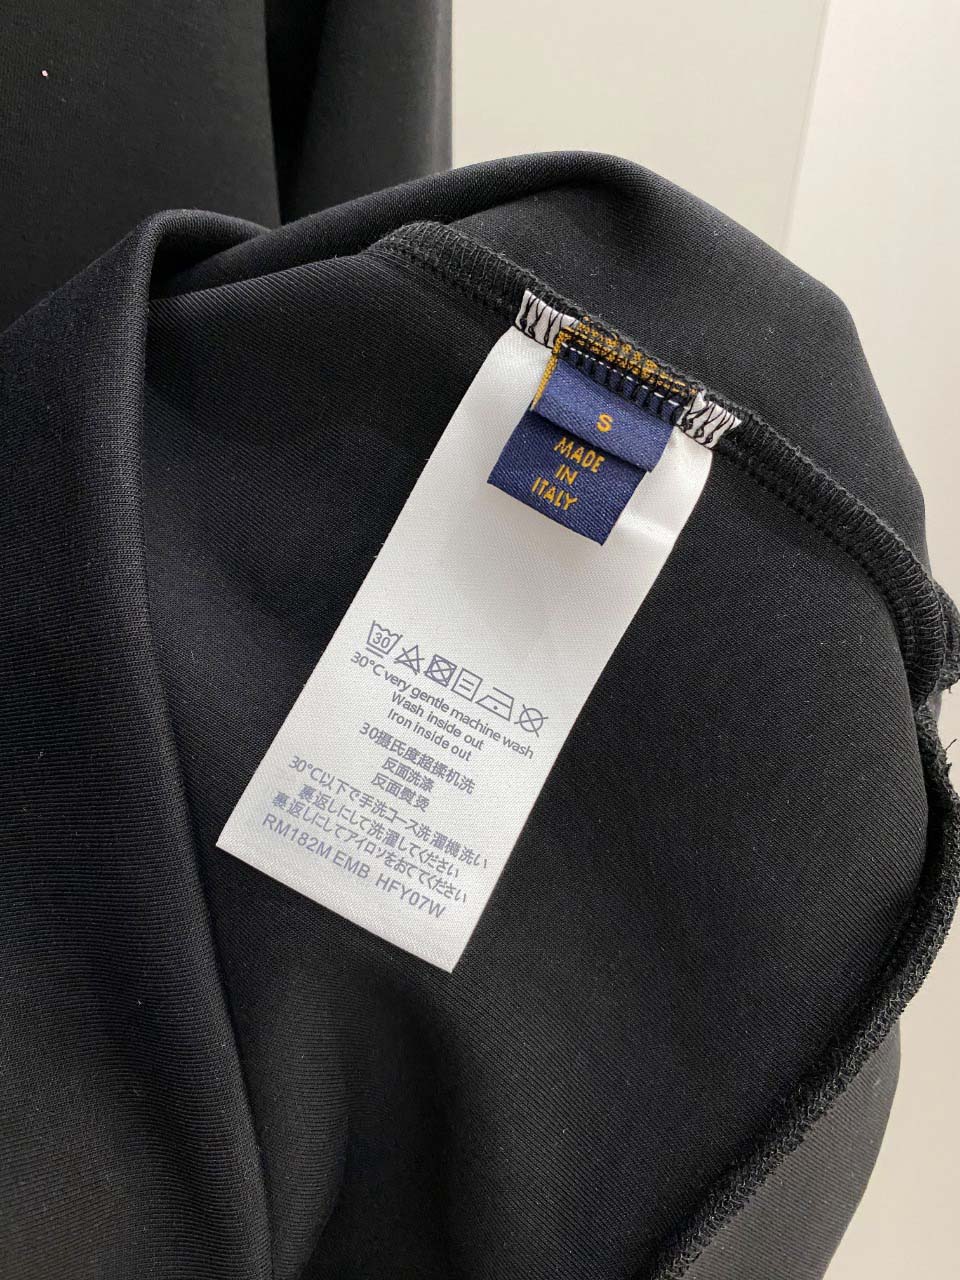 S
MADE
IN
ITALY
30
30°C very gentle machine wash
Wash inside out
Iron inside out
30摄氏度超揉机洗
反面洗涤
反面熨烫
30℃以下で手洗コース洗濯機洗い
裏返しにして洗濯してください
裏返しにしてアイロソをおててください
RM182M EMB HFY07W